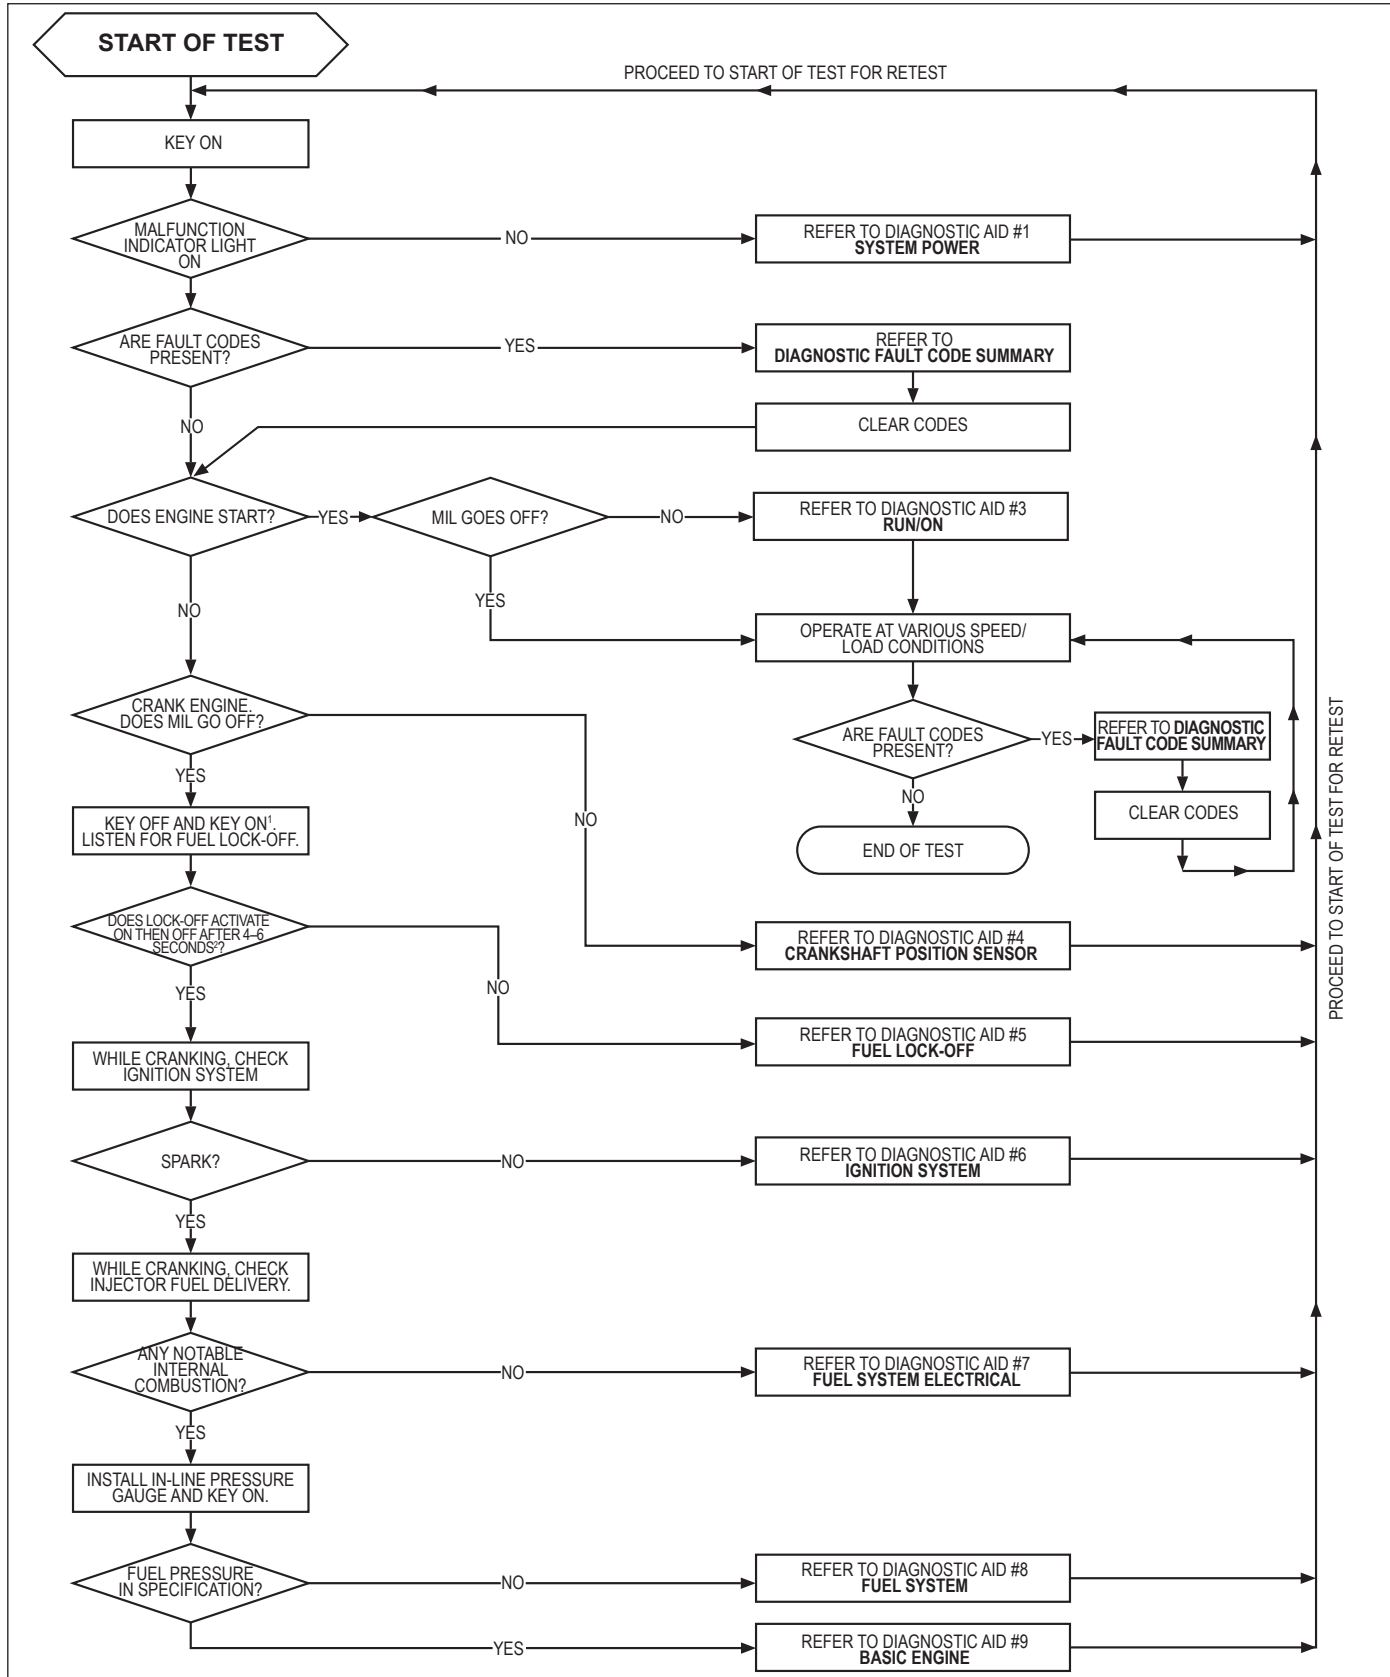 START OF TEST
PROCEED TO START OF TEST FOR RETEST
KEY ON
MALFUNCTION
INDICATOR LIGHT
ON
NO
REFER TO DIAGNOSTIC AID #1
SYSTEM POWER
ARE FAULT CODES
PRESENT?
YES
REFER TO
DIAGNOSTIC FAULT CODE SUMMARY
CLEAR CODES
NO
DOES ENGINE START?
YES
MIL GOES OFF?
NO
REFER TO DIAGNOSTIC AID #3
RUN/ON
YES
NO
OPERATE AT VARIOUS SPEED/
LOAD CONDITIONS
CRANK ENGINE.
DOES MIL GO OFF?
ARE FAULT CODES
PRESENT?
YES
REFER TO DIAGNOSTIC
FAULT CODE SUMMARY
YES
NO
CLEAR CODES
KEY OFF AND KEY ON¹.
LISTEN FOR FUEL LOCK-OFF.
NO
END OF TEST
PROCEED TO START OF TEST FOR RETEST
DOES LOCK-OFF ACTIVATE
ON THEN OFF AFTER 4–6
SECONDS²?
REFER TO DIAGNOSTIC AID #4
CRANKSHAFT POSITION SENSOR
YES
NO
REFER TO DIAGNOSTIC AID #5
FUEL LOCK-OFF
WHILE CRANKING, CHECK
IGNITION SYSTEM
SPARK?
NO
REFER TO DIAGNOSTIC AID #6
IGNITION SYSTEM
YES
WHILE CRANKING, CHECK
INJECTOR FUEL DELIVERY.
ANY NOTABLE
INTERNAL
COMBUSTION?
NO
REFER TO DIAGNOSTIC AID #7
FUEL SYSTEM ELECTRICAL
YES
INSTALL IN-LINE PRESSURE
GAUGE AND KEY ON.
FUEL PRESSURE
IN SPECIFICATION?
NO
REFER TO DIAGNOSTIC AID #8
FUEL SYSTEM
YES
REFER TO DIAGNOSTIC AID #9
BASIC ENGINE